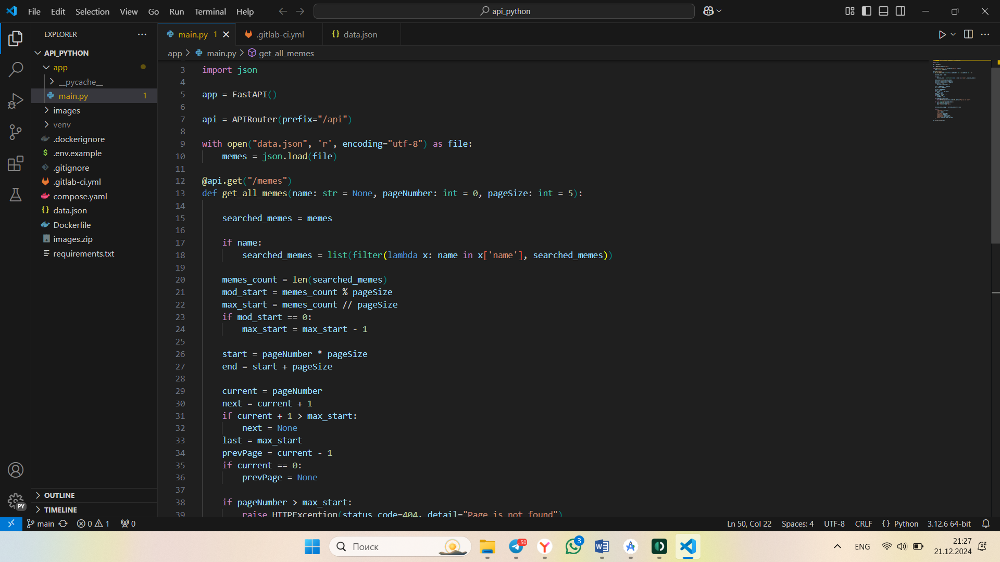 File Edit Selection View Go Run Terminal Help
api_python
EXPLORER
API_PYTHON
app
__pycache__
main.py 1
images
venv
.dockerignore
.env.example
.gitignore
.gitlab-ci.yml
compose.yaml
data.json
Dockerfile
images.zip
requirements.txt
OUTLINE
TIMELINE
main.py 1
.gitlab-ci.yml
data.json
app > main.py > get_all_memes
3 import json
4
5 app = FastAPI()
6
7 api = APIRouter(prefix="/api")
8
9 with open("data.json", 'r', encoding="utf-8") as file:
10     memes = json.load(file)
11
12 @api.get("/memes")
13 def get_all_memes(name: str = None, pageNumber: int = 0, pageSize: int = 5):
14
15     searched_memes = memes
16
17     if name:
18         searched_memes = list(filter(lambda x: name in x['name'], searched_memes))
19
20     memes_count = len(searched_memes)
21     mod_start = memes_count % pageSize
22     max_start = memes_count // pageSize
23     if mod_start == 0:
24         max_start = max_start - 1
25
26     start = pageNumber * pageSize
27     end = start + pageSize
28
29     current = pageNumber
30     next = current + 1
31     if current + 1 > max_start:
32         next = None
33     last = max_start
34     prevPage = current - 1
35     if current == 0:
36         prevPage = None
37
38     if pageNumber > max_start:
39         raise HTTPException(status_code=404, detail="Page is not found")
PY
main 0 1 0
Ln 50, Col 22 Spaces: 4 UTF-8 CRLF {} Python 3.12.6 64-bit
Поиск
..50
3
ENG
21:27
21.12.2024